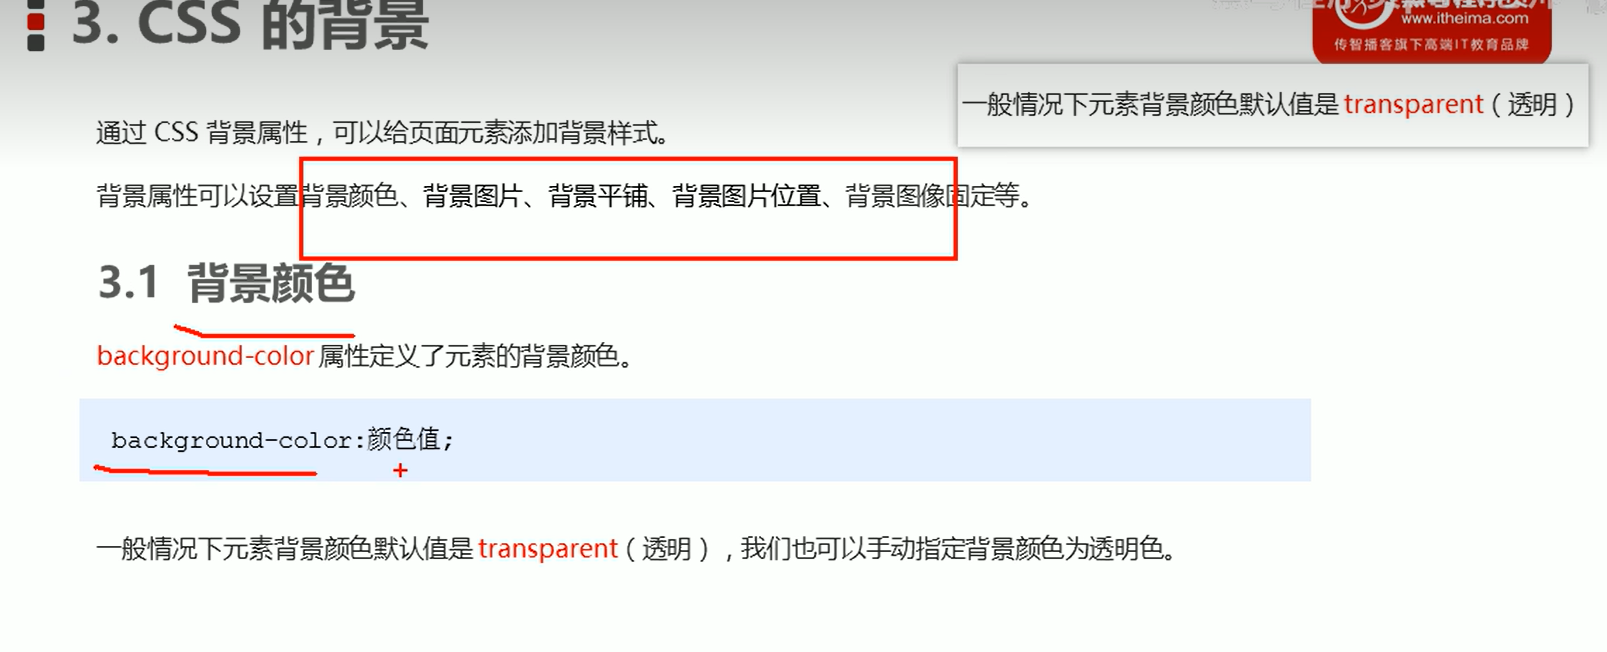 3. CSS 的背景
www.itheima.com
传智播客旗下高端IT教育品牌
一般情况下元素背景颜色默认值是 transparent（透明）
通过 CSS 背景属性，可以给页面元素添加背景样式。
背景属性可以设置背景颜色、背景图片、背景平铺、背景图片位置、背景图像固定等。
3.1 背景颜色
background-color 属性定义了元素的背景颜色。
background-color:颜色值;
一般情况下元素背景颜色默认值是 transparent（透明），我们也可以手动指定背景颜色为透明色。